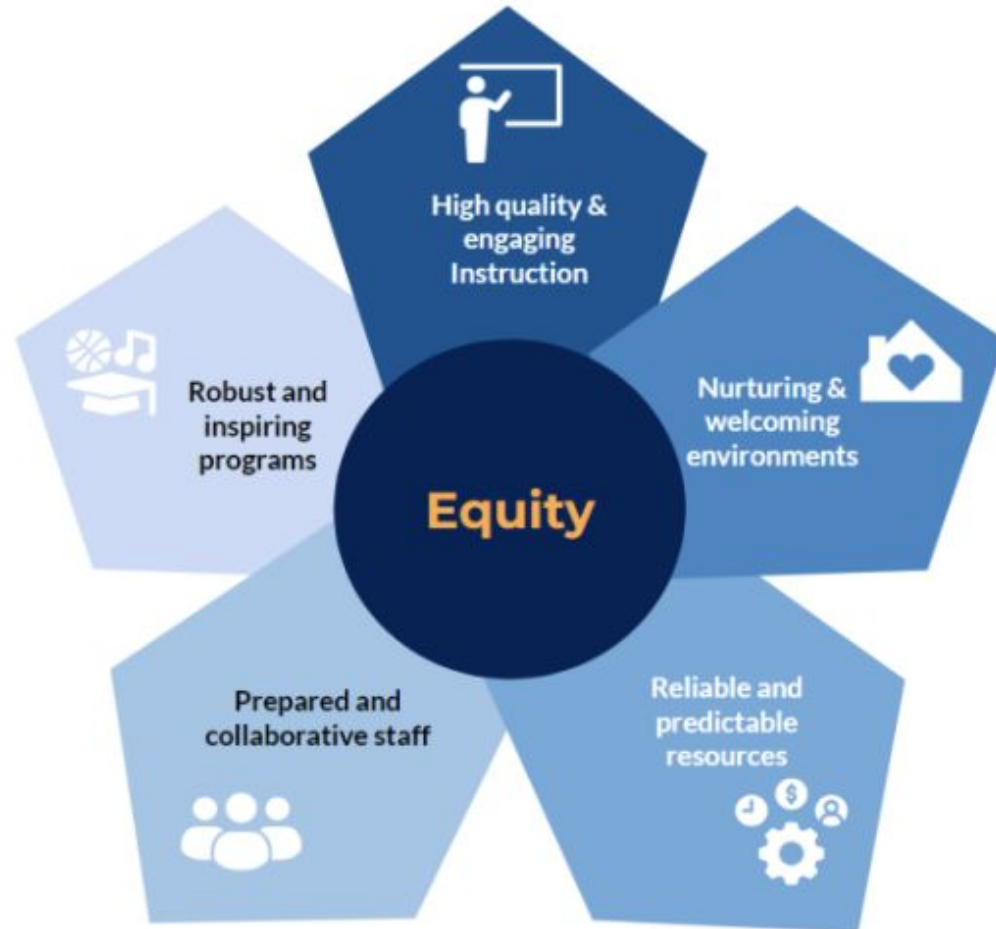 High quality &
engaging
Instruction
Nurturing &
welcoming
environments
Reliable and
predictable
resources
$
Prepared and
collaborative staff
Robust and
inspiring
programs
Equity